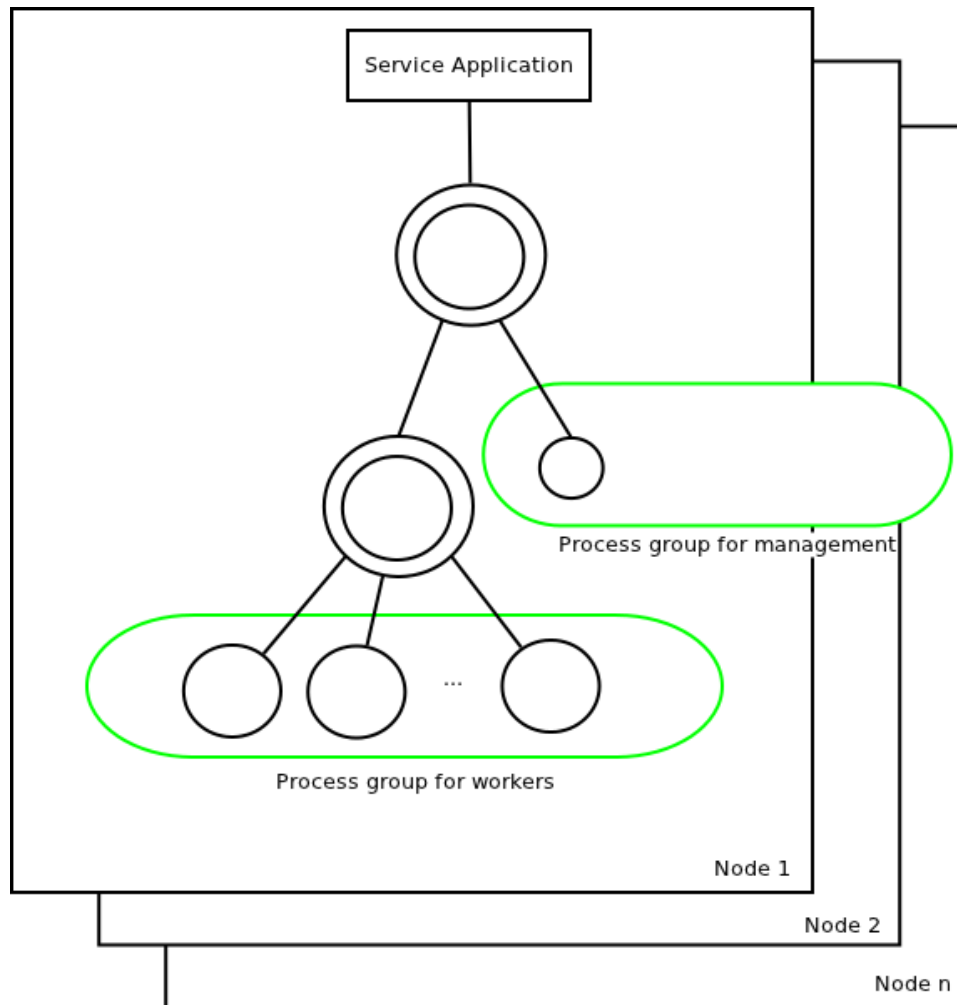 Service Application
Process group for management
...
Process group for workers
Node 1
Node 2
Node n